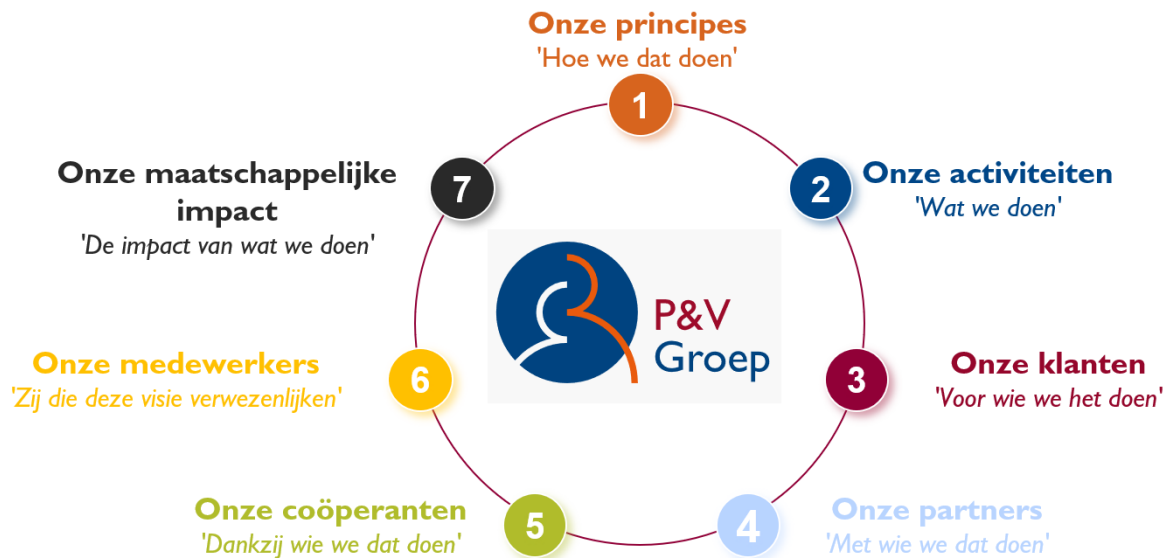 Onze principes
'Hoe we dat doen'
1
2
Onze activiteiten
'Wat we doen'
3
Onze klanten
'Voor wie we het doen'
4
Onze partners
'Met wie we dat doen'
5
Onze coöperanten
'Dankzij wie we dat doen'
6
Onze medewerkers
'Zij die deze visie verwezenlijken'
7
Onze maatschappelijke
impact
'De impact van wat we doen'
P&V
Groep